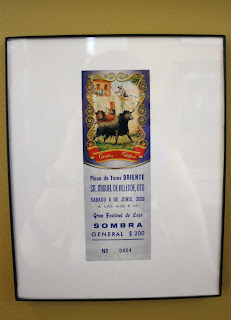 Plaza de Toros ORIENTE
SN. MIGUEL DE ALLENDE, GTO
SABADO 6 DE JUNIO, 2009
A LAS 4:30 P.M.
Gran Festival de Lujo
SOMBRA
GENERAL $ 200
Nº 0404